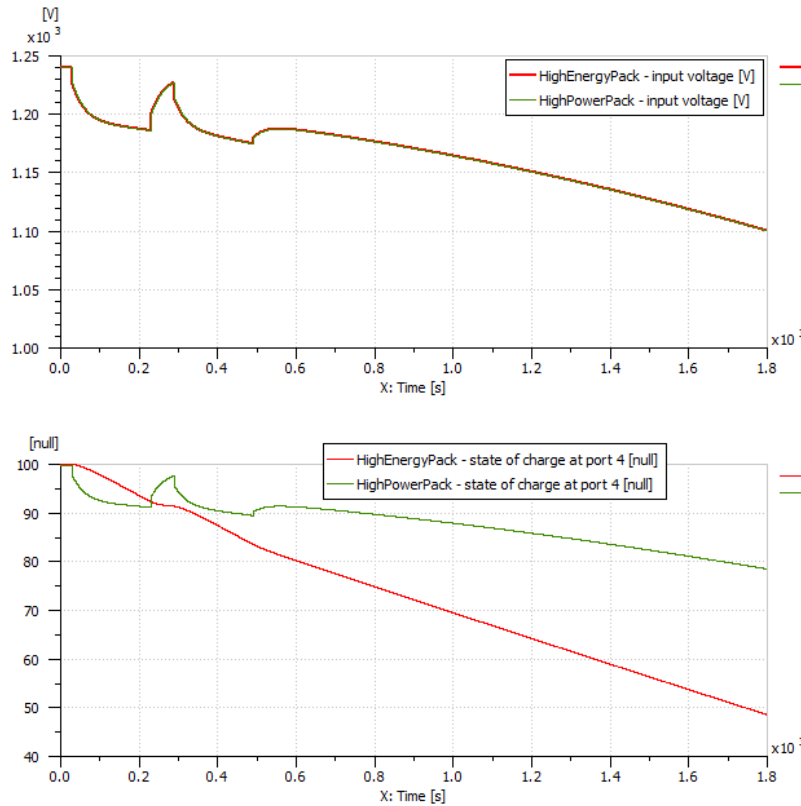 [V]
x10 3
1.25
1.20
1.15
1.10
1.05
1.00
HighEnergyPack - input voltage [V]
HighPowerPack - input voltage [V]
x10 3
0.0 0.2 0.4 0.6 0.8 1.0 1.2 1.4 1.6 1.8
X: Time [s]
[null]
100
90
80
70
60
50
40
HighEnergyPack - state of charge at port 4 [null]
HighPowerPack - state of charge at port 4 [null]
x10 3
0.0 0.2 0.4 0.6 0.8 1.0 1.2 1.4 1.6 1.8
X: Time [s]